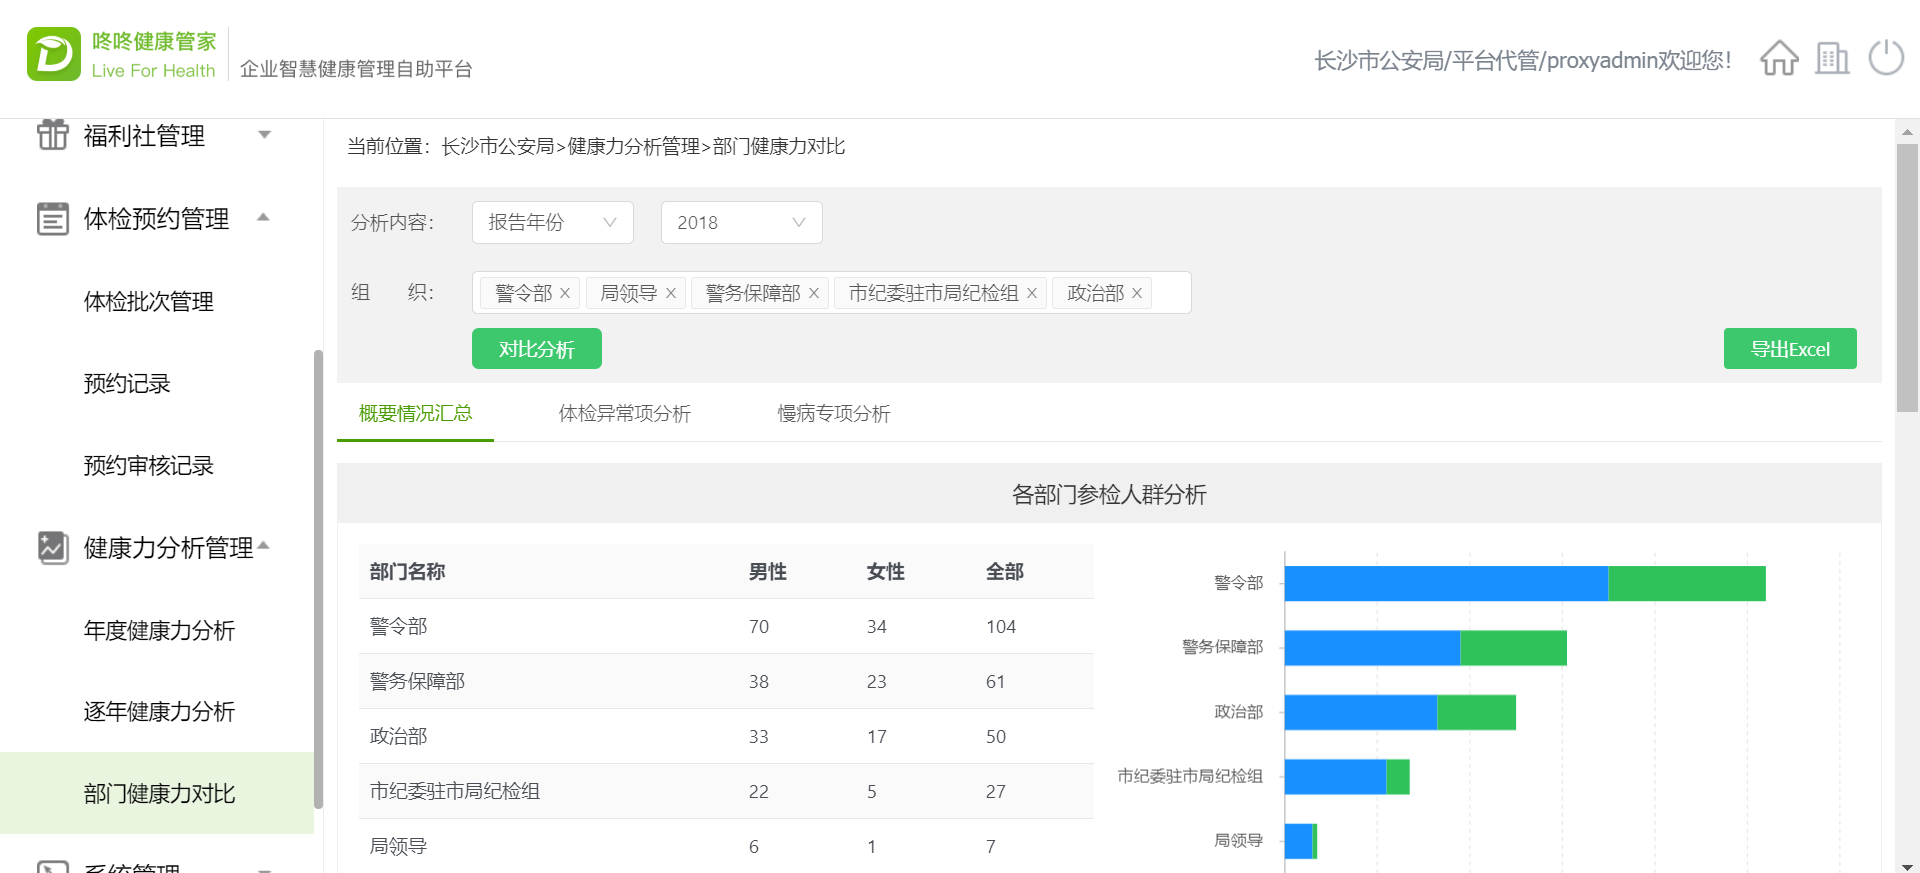 咚咚健康管家
Live For Health
企业智慧健康管理自助平台
长沙市公安局/平台代管/proxyadmin欢迎您!
福利社管理
体检预约管理
体检批次管理
预约记录
预约审核记录
健康力分析管理
年度健康力分析
逐年健康力分析
部门健康力对比
系统管理
当前位置：长沙市公安局>健康力分析管理>部门健康力对比
分析内容： 报告年份 2018
组 织： 警令部 × 局领导 × 警务保障部 × 市纪委驻市局纪检组 × 政治部 ×
对比分析 导出Excel
概要情况汇总 体检异常项分析 慢病专项分析
各部门参检人群分析
部门名称 男性 女性 全部
警令部 70 34 104
警务保障部 38 23 61
政治部 33 17 50
市纪委驻市局纪检组 22 5 27
局领导 6 1 7
警令部
警务保障部
政治部
市纪委驻市局纪检组
局领导